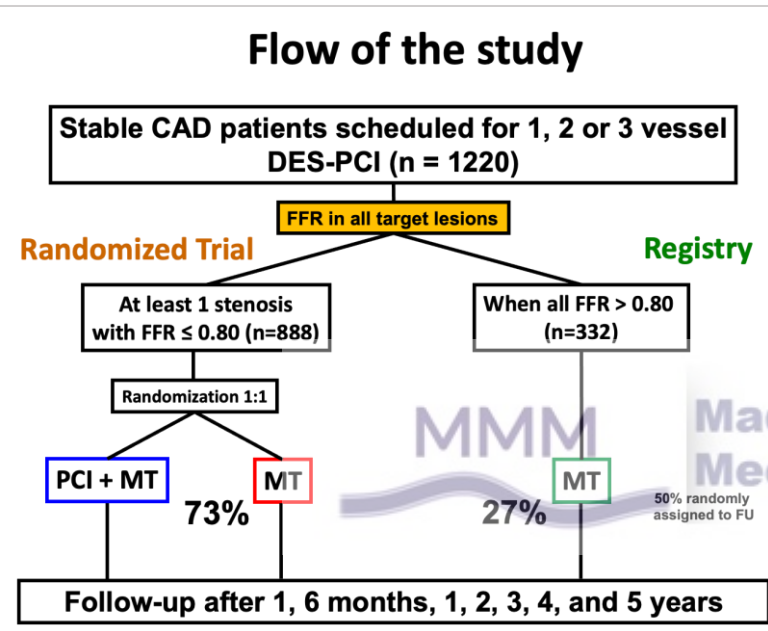 Flow of the study
Stable CAD patients scheduled for 1, 2 or 3 vessel
DES-PCI (n = 1220)
FFR in all target lesions
Randomized Trial
Registry
At least 1 stenosis
with FFR ≤ 0.80 (n=888)
When all FFR > 0.80
(n=332)
Randomization 1:1
MMM
PCI + MT
MT
MT
73%
27%
50% randomly
assigned to FU
Follow-up after 1, 6 months, 1, 2, 3, 4, and 5 years